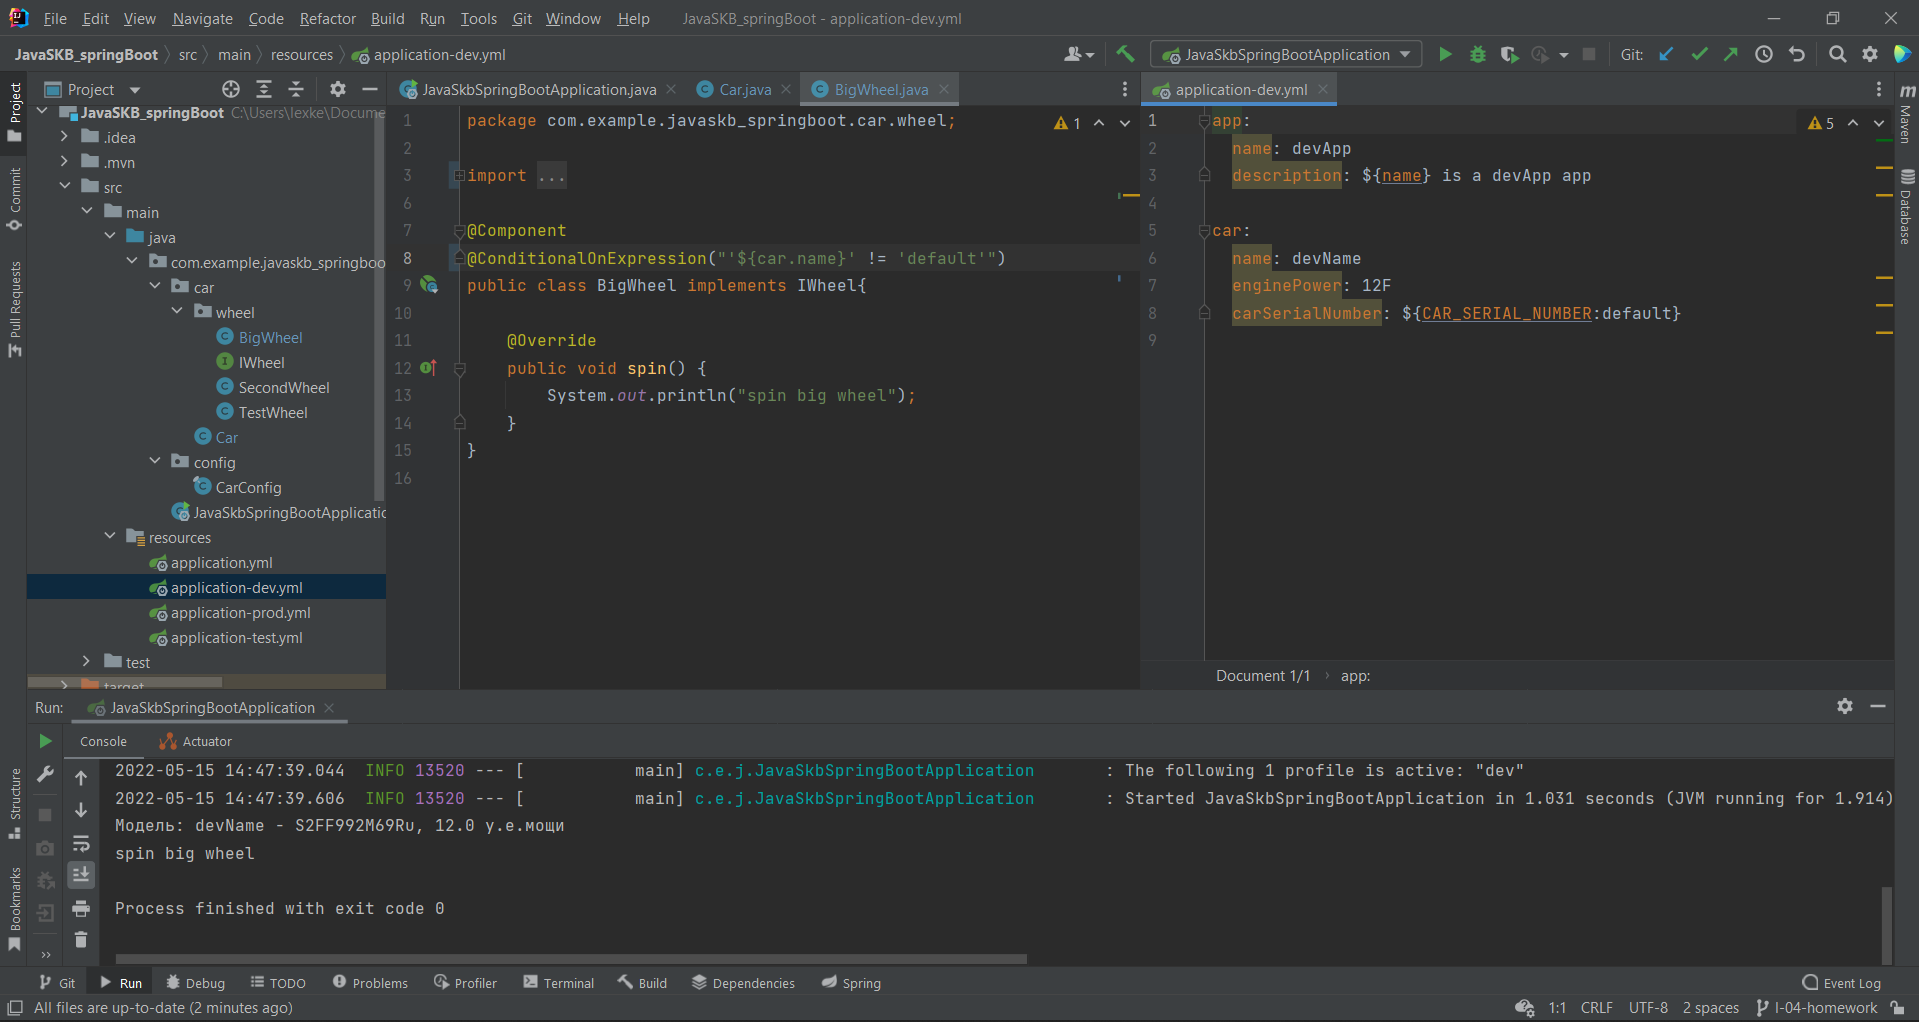 File Edit View Navigate Code Refactor Build Run Tools Git Window Help JavaSKB_springBoot - application-dev.yml
JavaSKB_springBoot src main resources application-dev.yml JavaSkbSpringBootApplication Git:
Project
JavaSkbSpringBootApplication.java Car.java BigWheel.java application-dev.yml
JavaSKB_springBoot C:\Users\lexke\Docume
.idea
.mvn
src
main
java
com.example.javaskb_springboo
car
wheel
BigWheel
IWheel
SecondWheel
TestWheel
Car
config
CarConfig
JavaSkbSpringBootApplicatio
resources
application.yml
application-dev.yml
application-prod.yml
application-test.yml
test
target
1 package com.example.javaskb_springboot.car.wheel;
1
2
3 import ...
6
7 @Component
8 @ConditionalOnExpression("'${car.name}' != 'default'")
9 public class BigWheel implements IWheel{
10
11 @Override
12 public void spin() {
13 System.out.println("spin big wheel");
14 }
15 }
16
1 app:
5
2 name: devApp
3 description: ${name} is a devApp app
4
5 car:
6 name: devName
7 enginePower: 12F
8 carSerialNumber: ${CAR_SERIAL_NUMBER:default}
9
Document 1/1 › app:
Project
Commit
Pull Requests
Structure
Bookmarks
Maven
Database
Run: JavaSkbSpringBootApplication
Console Actuator
2022-05-15 14:47:39.044 INFO 13520 --- [ main] c.e.j.JavaSkbSpringBootApplication : The following 1 profile is active: "dev"
2022-05-15 14:47:39.606 INFO 13520 --- [ main] c.e.j.JavaSkbSpringBootApplication : Started JavaSkbSpringBootApplication in 1.031 seconds (JVM running for 1.914)
Модель: devName - S2FF992M69Ru, 12.0 у.е.мощи
spin big wheel
Process finished with exit code 0
Git Run Debug TODO Problems Profiler Terminal Build Dependencies Spring Event Log
All files are up-to-date (2 minutes ago) 1:1 CRLF UTF-8 2 spaces I-04-homework